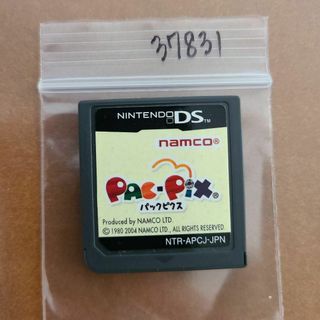 37831
NINTENDO DS™
namco®
PAC-PIX®
パックピクス
Produced by NAMCO LTD.
© 1980 2004 NAMCO LTD., ALL RIGHTS RESERVED.
NTR-APCJ-JPN